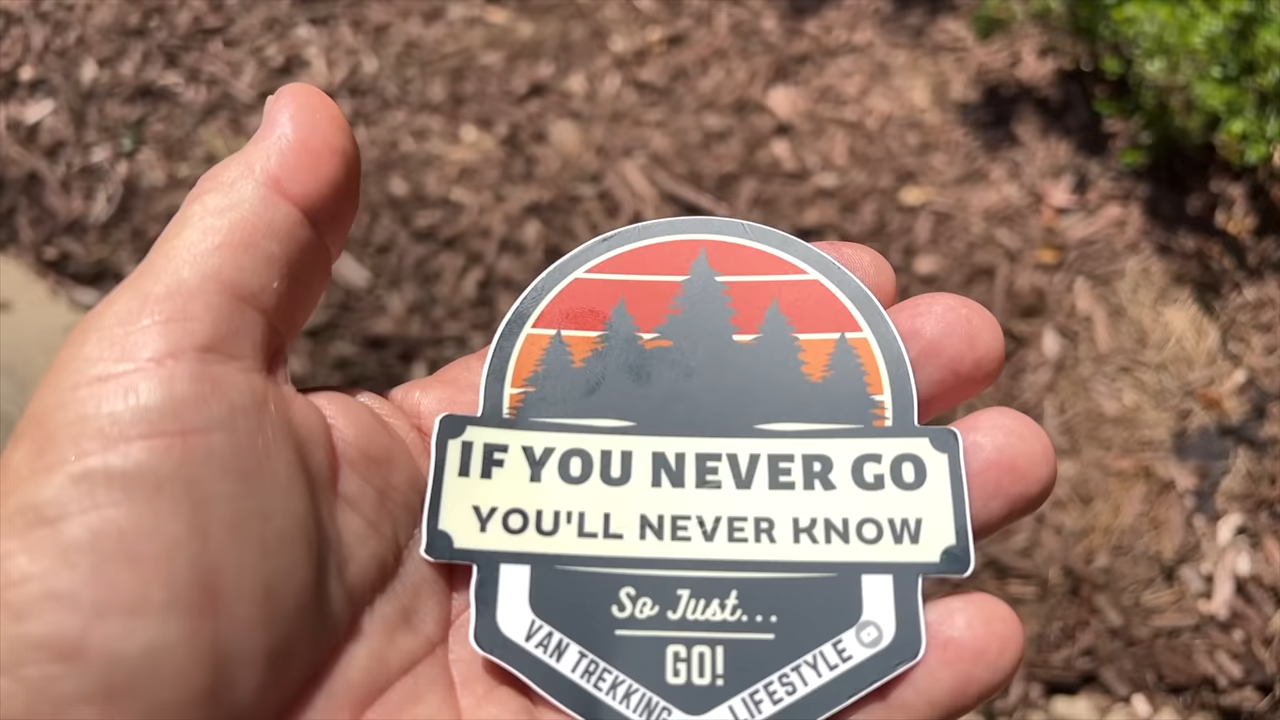 IF YOU NEVER GO
YOU'LL NEVER KNOW
So Just...
GO!
VAN TREKKING LIFESTYLE